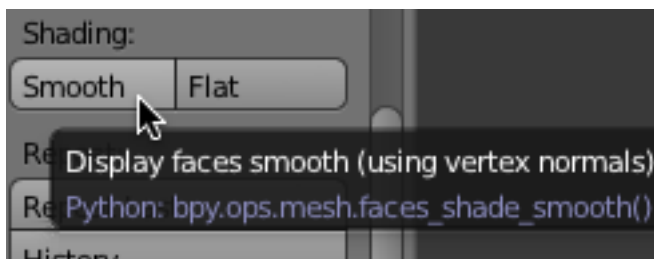 Shading:
Smooth Flat
Display faces smooth (using vertex normals)
Python: bpy.ops.mesh.faces_shade_smooth()